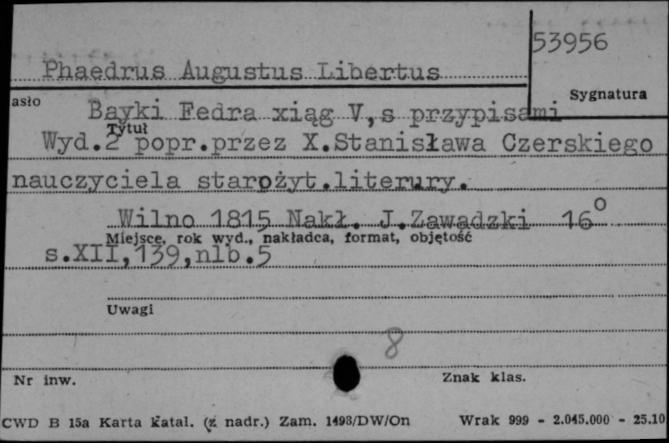 53956
Phaedrus Augustus Libertus
asło
Sygnatura
Bayki Fedra xiąg V,s przypisami
Tytuł
Wyd.2 popr.przez X.Stanisława Czerskiego
nauczyciela starożyt.literury.
Wilno 1815 Nakł. J.Zawadzki 16°
Miejsce, rok wyd., nakładca, format, objętość
s.XII,139,nlb.5
Uwagi
8
Nr inw.
Znak klas.
CWD B 15a Karta katal. (z nadr.) Zam. 1493/DW/On Wrak 999 - 2.045.000 - 25.10